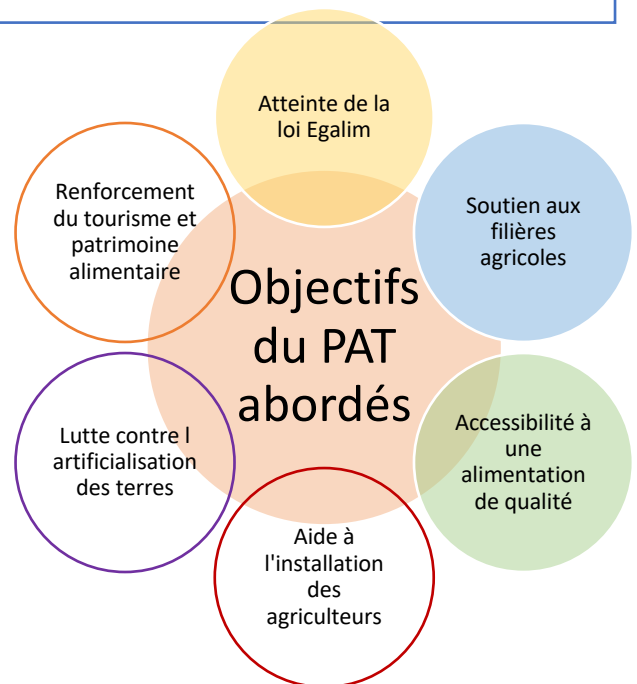 Atteinte de la
loi Egalim
Soutien aux
filières
agricoles
Accessibilité à
une
alimentation
de qualité
Aide à
l'installation
des
agriculteurs
Lutte contre l
artificialisation
des terres
Renforcement
du tourisme et
patrimoine
alimentaire
Objectifs
du PAT
abordés